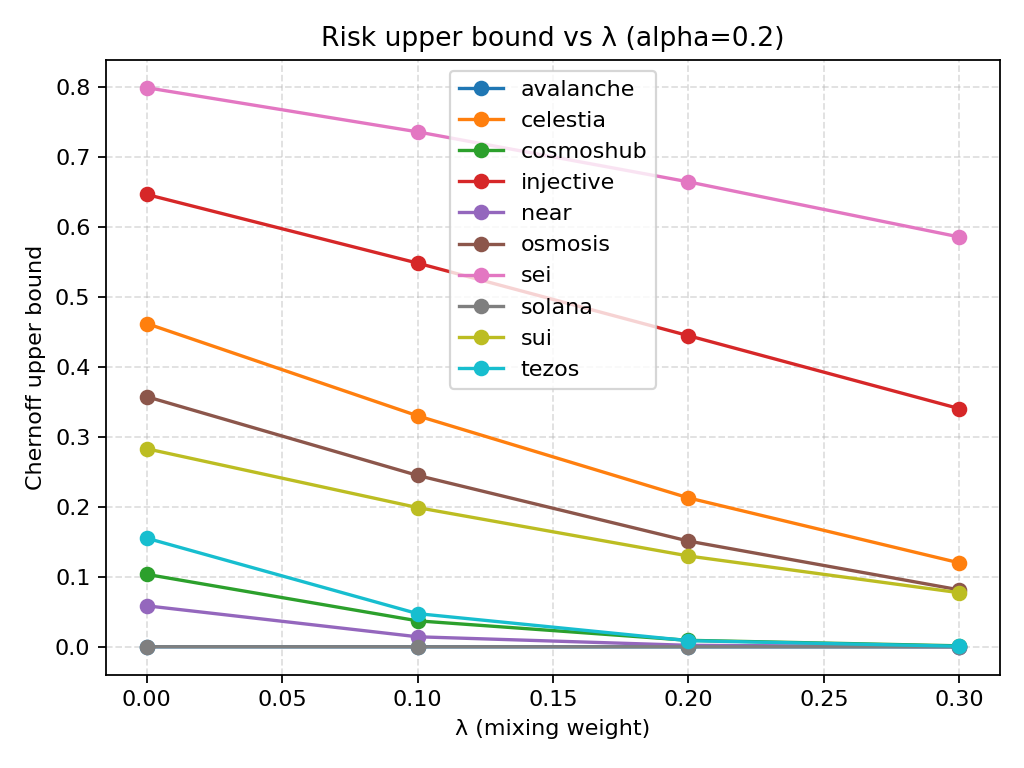 Risk upper bound vs λ (alpha=0.2)
avalanche
celestia
cosmoshub
injective
near
osmosis
sei
solana
sui
tezos
Chernoff upper bound
0.8
0.7
0.6
0.5
0.4
0.3
0.2
0.1
0.0
0.00 0.05 0.10 0.15 0.20 0.25 0.30
λ (mixing weight)